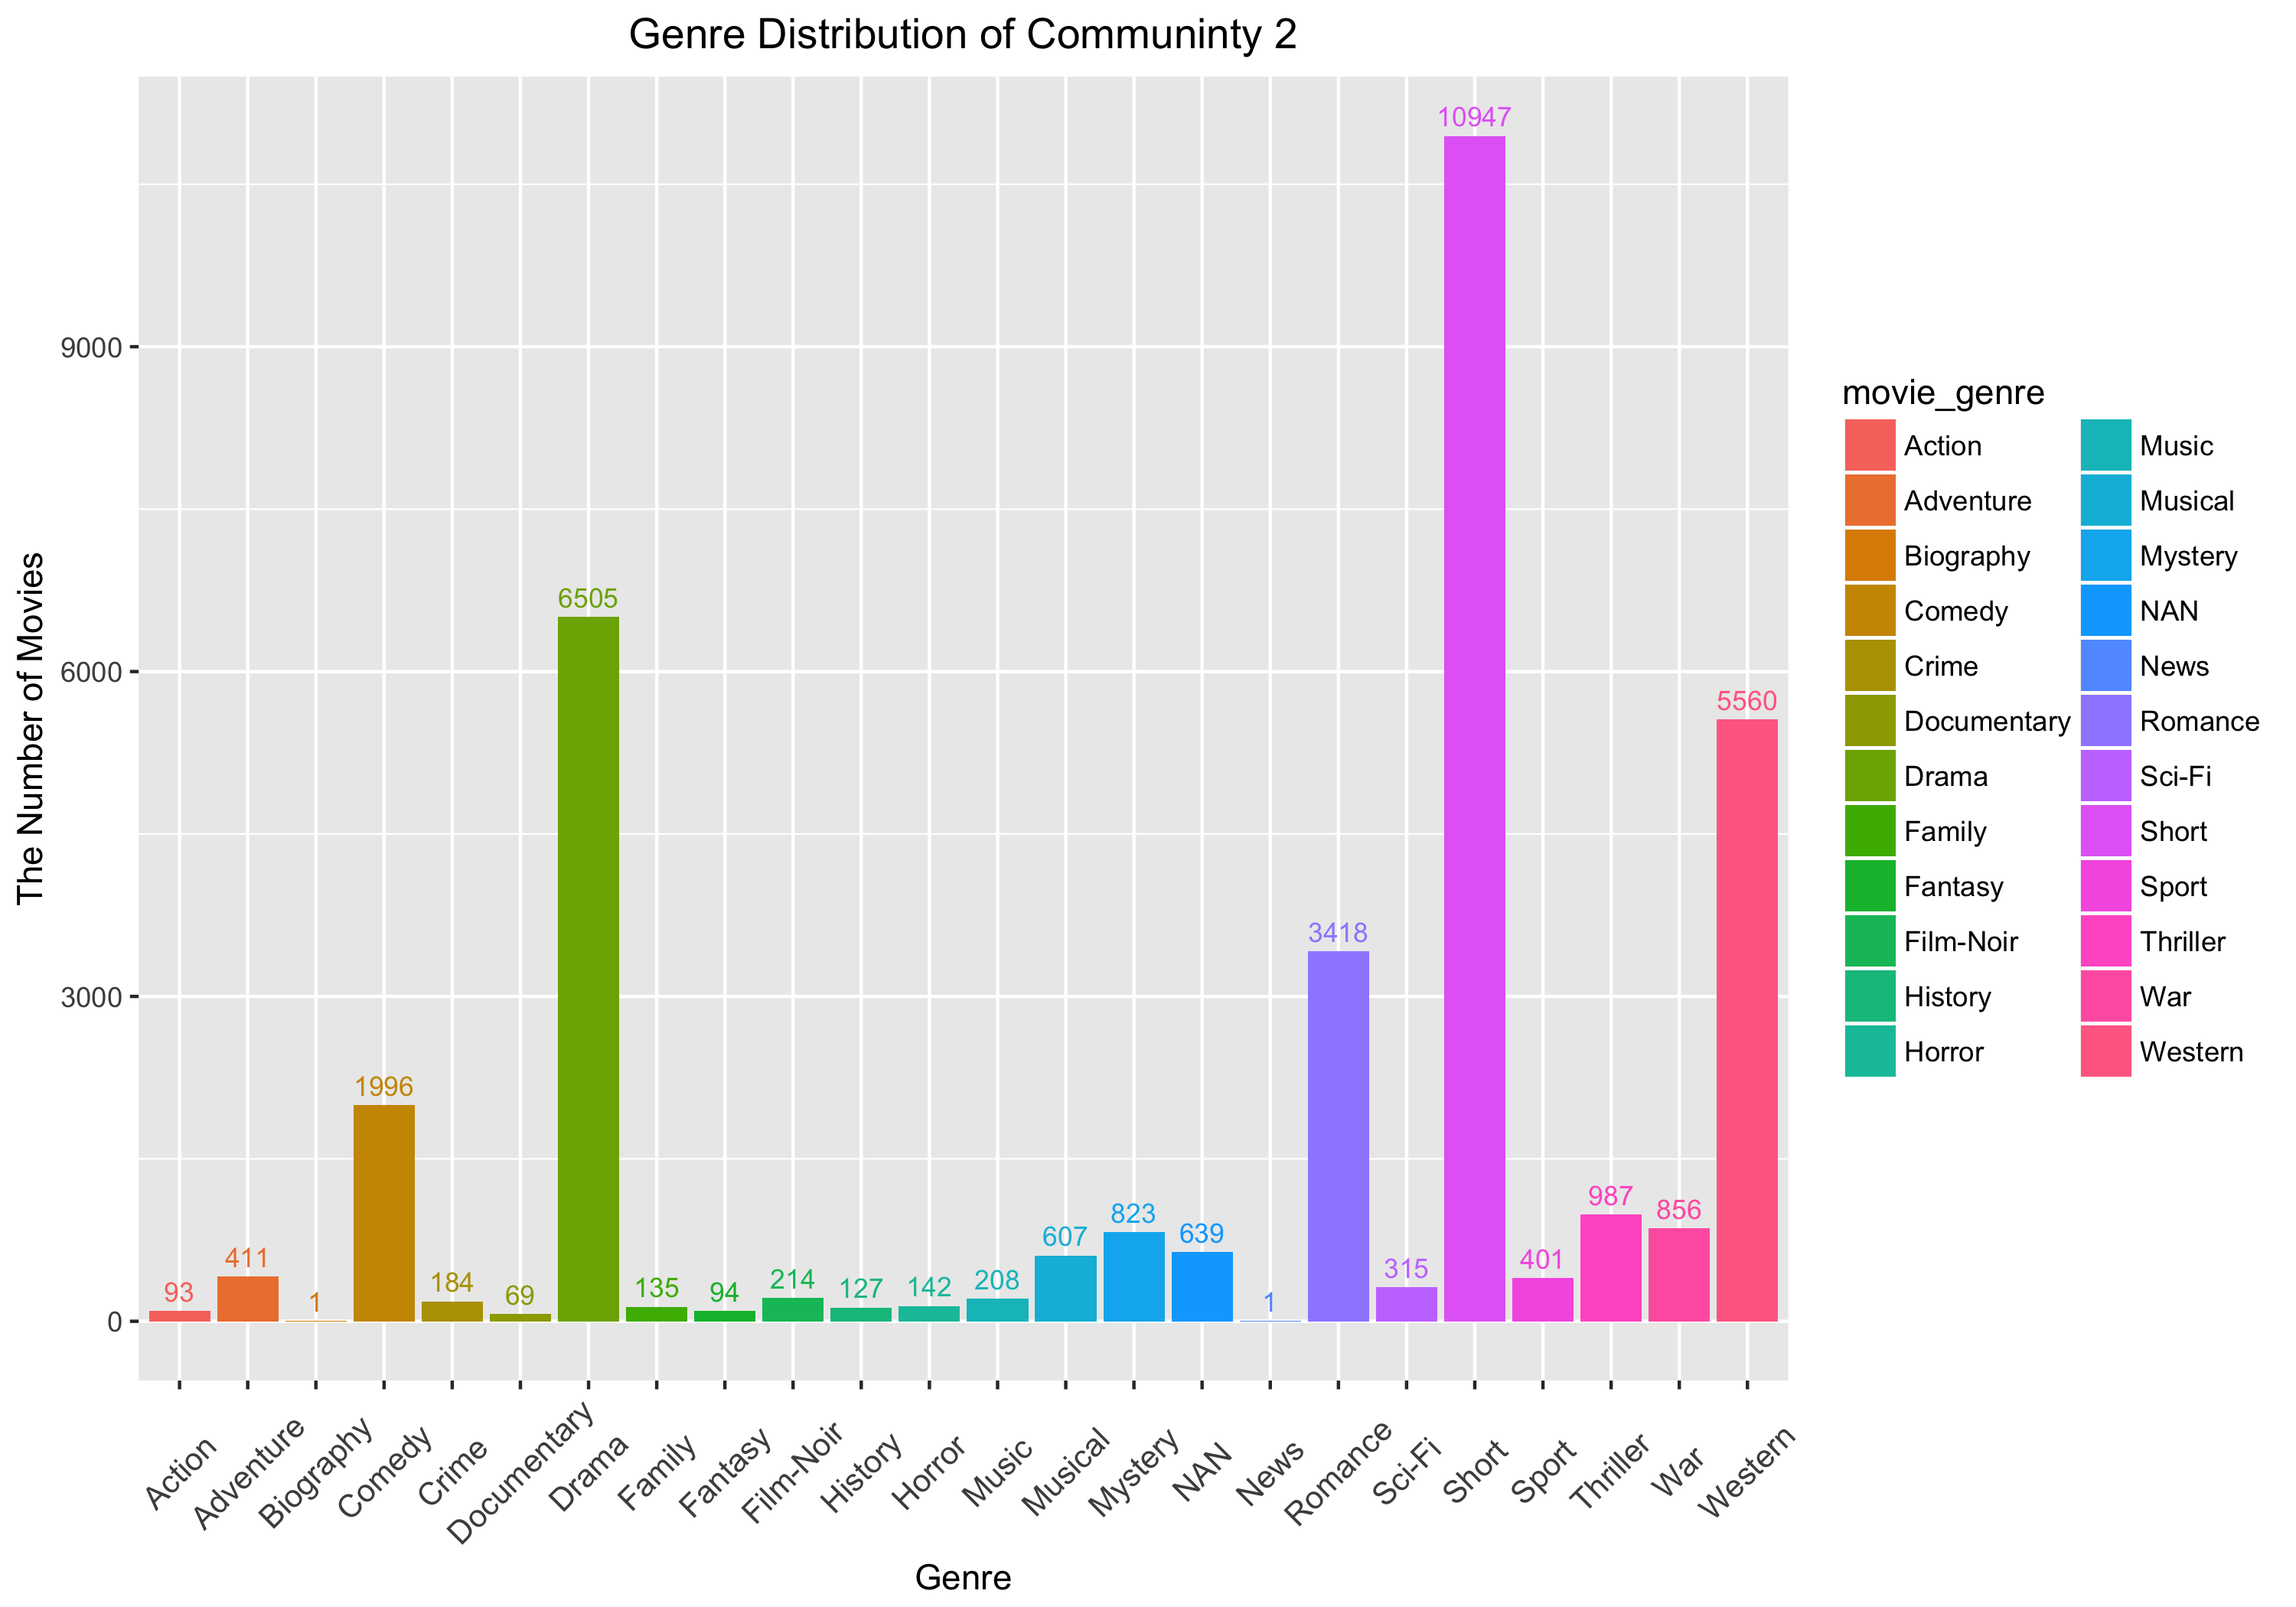 Genre Distribution of Communinty 2
The Number of Movies
9000
6000
3000
0
93
411
1
1996
184
69
6505
135
94
214
127
142
208
607
823
639
1
3418
315
10947
401
987
856
5560
Action
Adventure
Biography
Comedy
Crime
Documentary
Drama
Family
Fantasy
Film-Noir
History
Horror
Music
Musical
Mystery
NAN
News
Romance
Sci-Fi
Short
Sport
Thriller
War
Western
Genre
movie_genre
Action
Adventure
Biography
Comedy
Crime
Documentary
Drama
Family
Fantasy
Film-Noir
History
Horror
Music
Musical
Mystery
NAN
News
Romance
Sci-Fi
Short
Sport
Thriller
War
Western